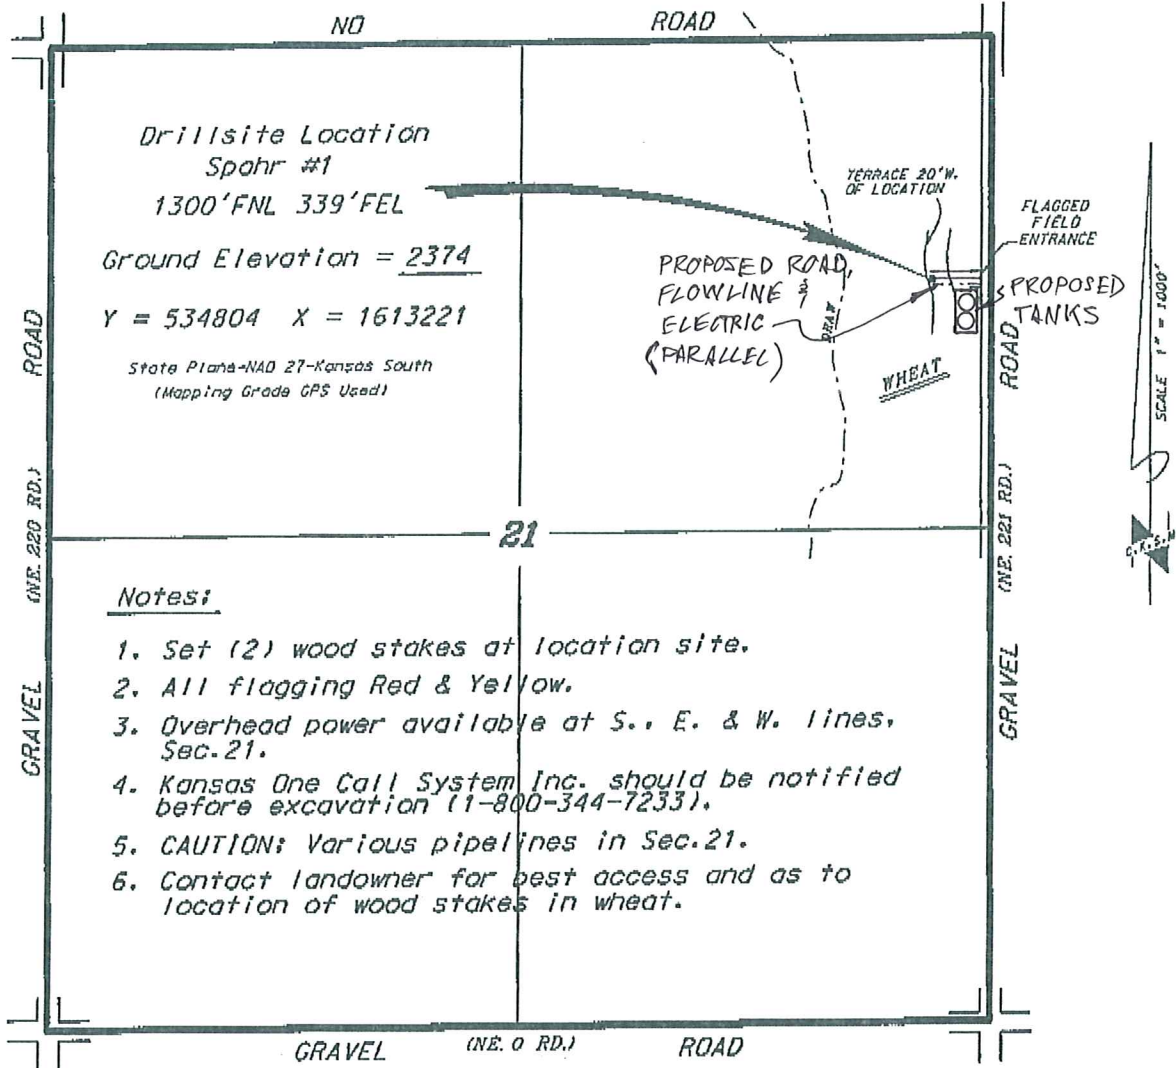 NO ROAD
Drillsite Location
Spohr #1
1300'FNL 339'FEL
Ground Elevation = 2374
Y = 534804 X = 1613221
State Plane-NAD 27-Kansas South
(Mapping Grade GPS Used)
TERRACE 20'W.
OF LOCATION
FLAGGED
FIELD
ENTRANCE
PROPOSED ROAD,
FLOWLINE &
ELECTRIC
(PARALLEL)
DRAW
PROPOSED
TANKS
WHEAT
GRAVEL (NE. 220 RD.) ROAD
GRAVEL (NE. 221 RD.) ROAD
SCALE 1" = 1000'
C.K.S.M.
21
Notes:
1. Set (2) wood stakes at location site.
2. All flagging Red & Yellow.
3. Overhead power available at S., E. & W. lines,
Sec.21.
4. Kansas One Call System Inc. should be notified
before excavation (1-800-344-7233).
5. CAUTION: Various pipelines in Sec.21.
6. Contact landowner for best access and as to
location of wood stakes in wheat.
GRAVEL (NE. 0 RD.) ROAD